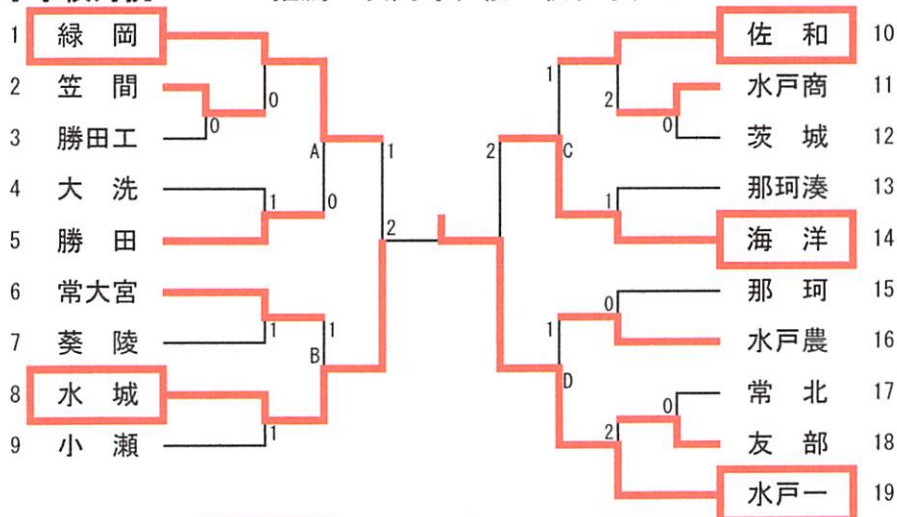 1 緑岡 佐和 10
2 笠間 水戸商 11
3 勝田工 茨城 12
4 大洗 那珂湊 13
5 勝田 海洋 14
6 常大宮 那珂 15
7 葵陵 水戸農 16
8 水城 常北 17
9 小瀬 友部 18
水戸一 19
0
0
A
1
0
1
2
1
B
1
1
1
2
2
0
C
1
0
1
D
0
2